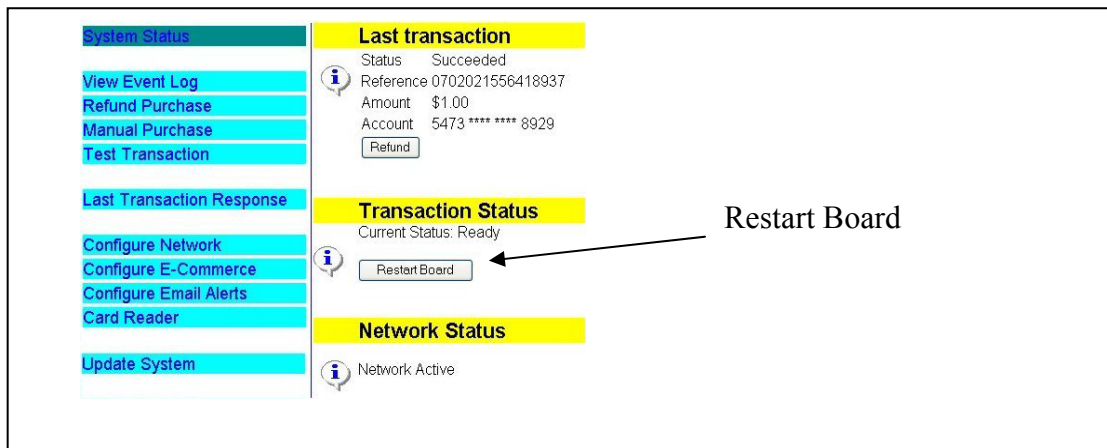 System Status
View Event Log
Refund Purchase
Manual Purchase
Test Transaction
Last Transaction Response
Configure Network
Configure E-Commerce
Configure Email Alerts
Card Reader
Update System
Last transaction
Status Succeeded
Reference 0702021556418937
Amount $1.00
Account 5473 **** **** 8929
Refund
Transaction Status
Current Status: Ready
Restart Board
Network Status
Network Active
Restart Board